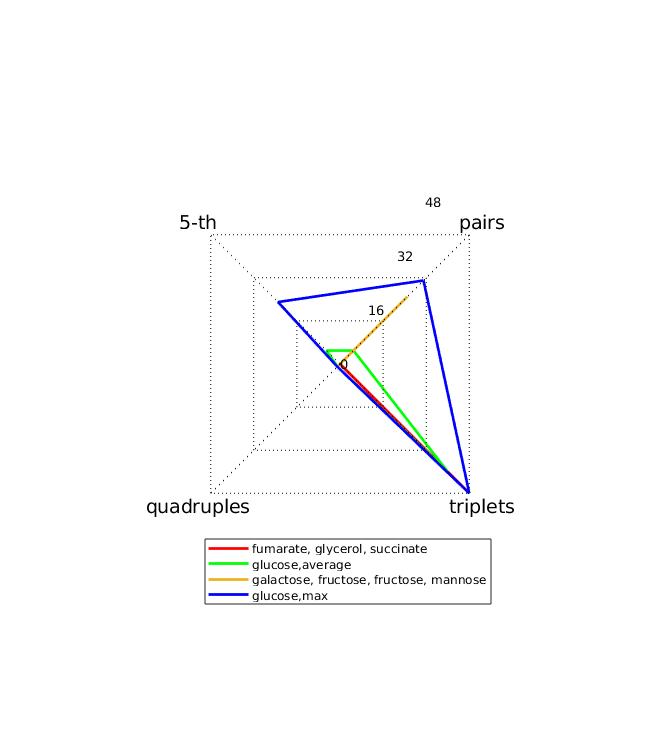 48
5-th
pairs
32
16
0
quadruples
triplets
fumarate, glycerol, succinate
glucose,average
galactose, fructose, fructose, mannose
glucose,max